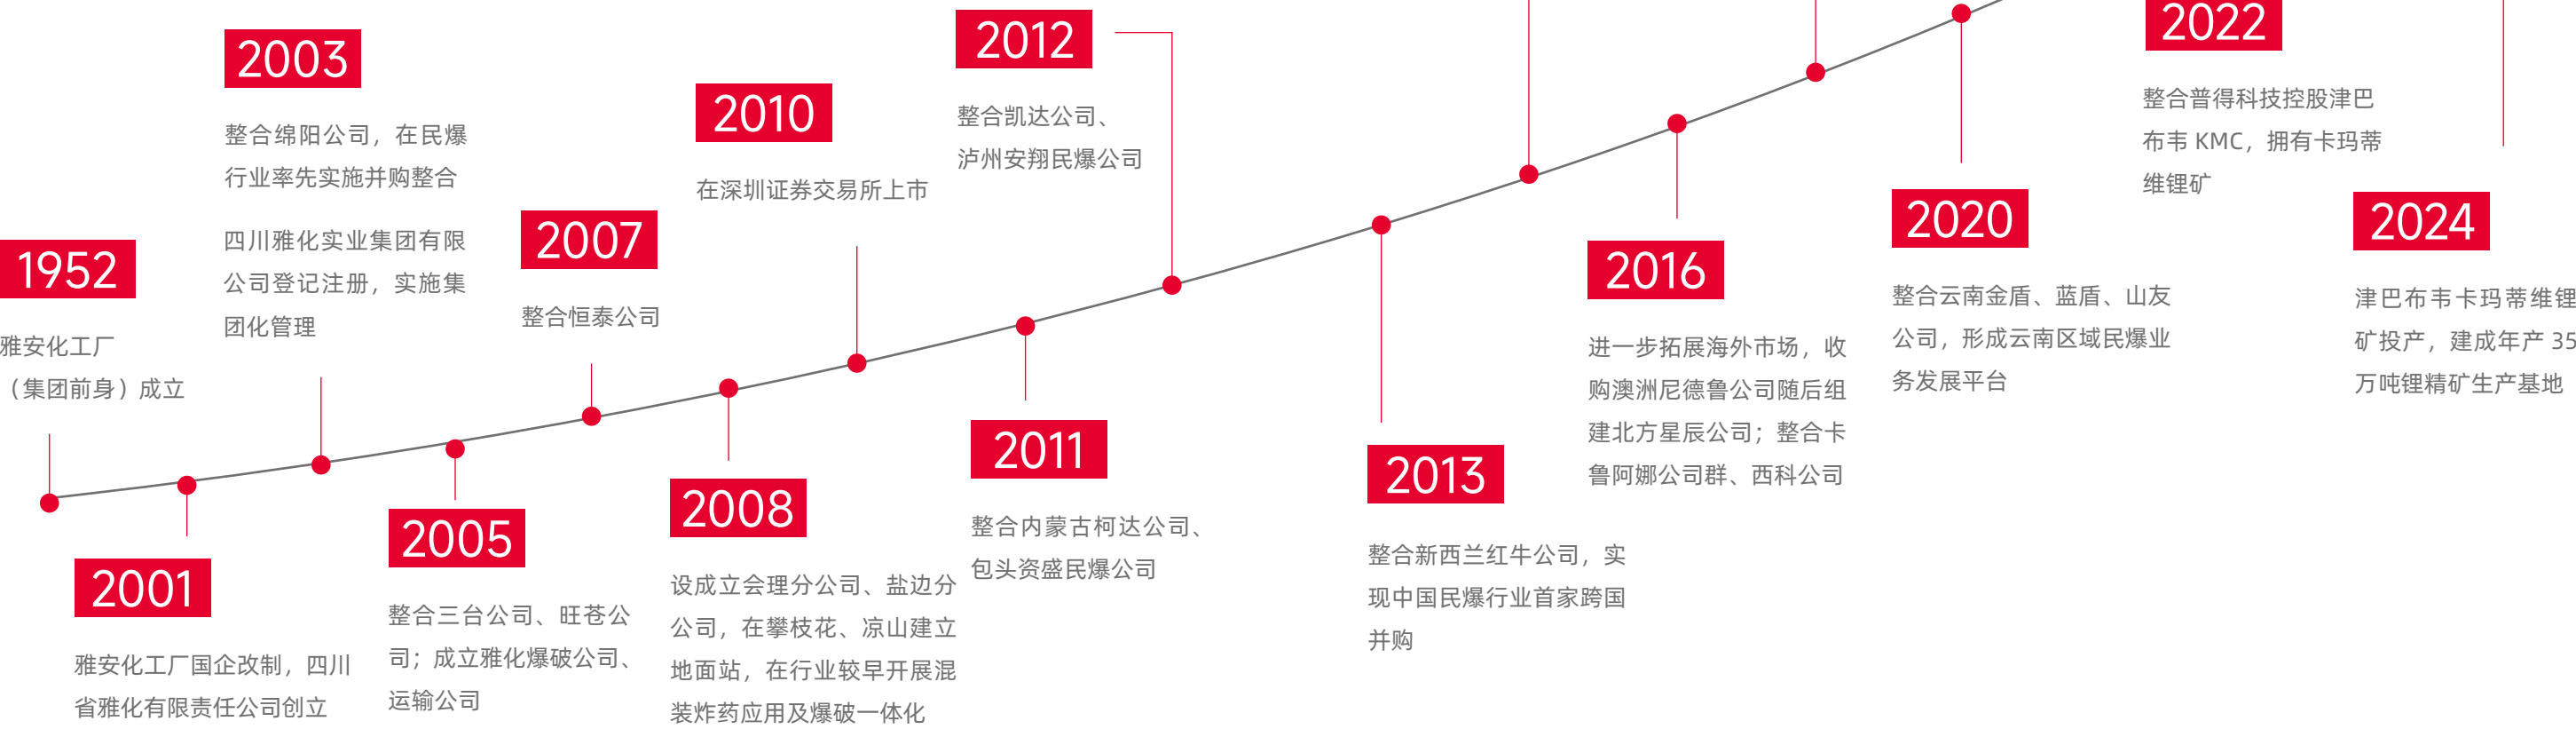 1952
雅安化工厂
（集团前身）成立
2001
雅安化工厂国企改制，四川
省雅化有限责任公司创立
2003
整合绵阳公司，在民爆
行业率先实施并购整合
四川雅化实业集团有限
公司登记注册，实施集
团化管理
2005
整合三台公司、旺苍公
司；成立雅化爆破公司、
运输公司
2007
整合恒泰公司
2008
设成立会理分公司、盐边分
公司，在攀枝花、凉山建立
地面站，在行业较早开展混
装炸药应用及爆破一体化
2010
在深圳证券交易所上市
2011
整合内蒙古柯达公司、
包头资盛民爆公司
2012
整合凯达公司、
泸州安翔民爆公司
2013
整合新西兰红牛公司，实
现中国民爆行业首家跨国
并购
2016
进一步拓展海外市场，收
购澳洲尼德鲁公司随后组
建北方星辰公司；整合卡
鲁阿娜公司群、西科公司
2020
整合云南金盾、蓝盾、山友
公司，形成云南区域民爆业
务发展平台
2022
整合普得科技控股津巴
布韦 KMC，拥有卡玛蒂
维锂矿
2024
津巴布韦卡玛蒂维锂
矿投产，建成年产 35
万吨锂精矿生产基地